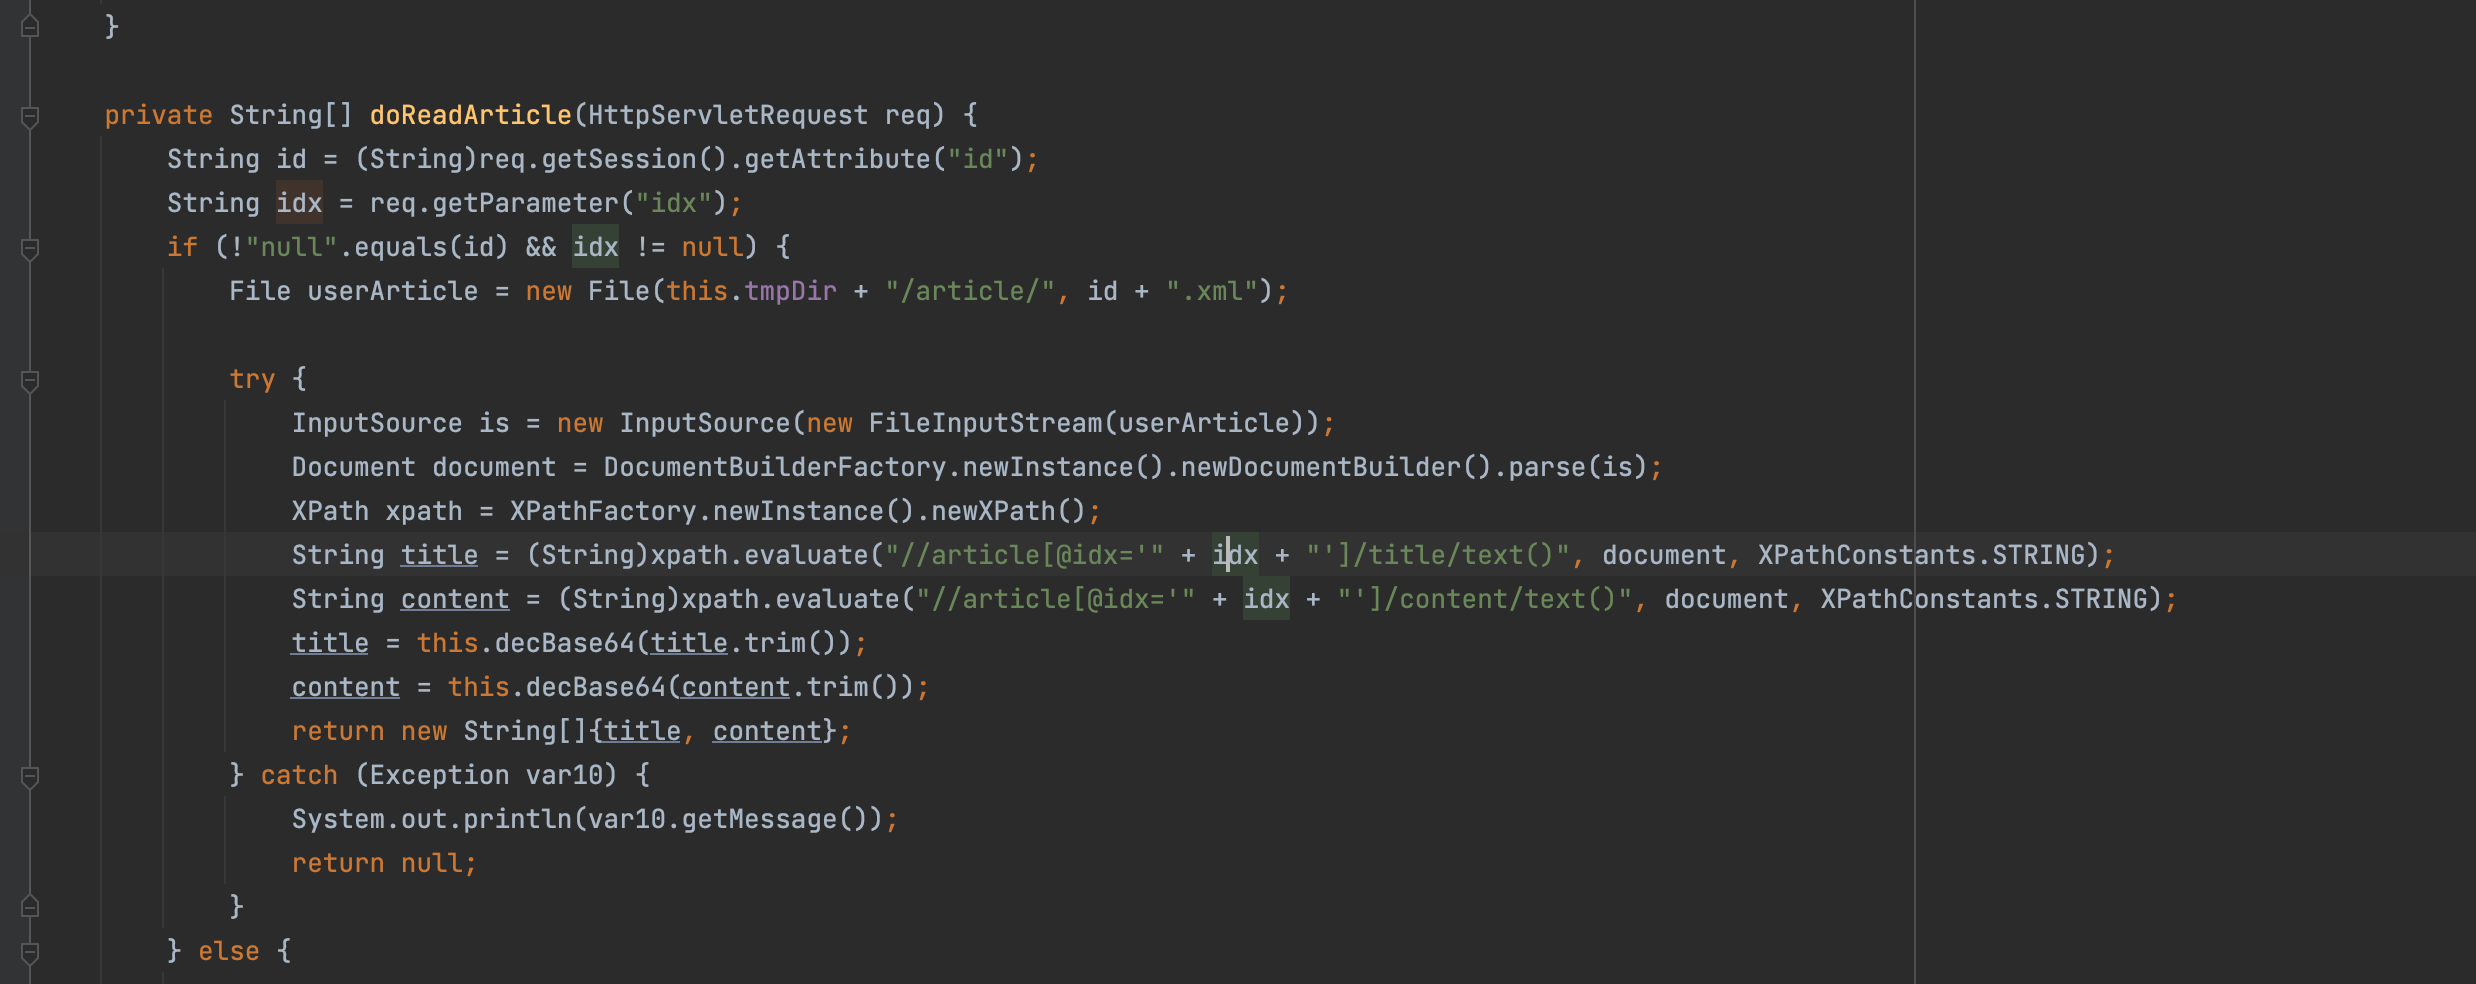 }
private String[] doReadArticle(HttpServletRequest req) {
String id = (String)req.getSession().getAttribute("id");
String idx = req.getParameter("idx");
if (!"null".equals(id) && idx != null) {
File userArticle = new File(this.tmpDir + "/article/", id + ".xml");
try {
InputSource is = new InputSource(new FileInputStream(userArticle));
Document document = DocumentBuilderFactory.newInstance().newDocumentBuilder().parse(is);
XPath xpath = XPathFactory.newInstance().newXPath();
String title = (String)xpath.evaluate("//article[@idx='" + idx + "']/title/text()", document, XPathConstants.STRING);
String content = (String)xpath.evaluate("//article[@idx='" + idx + "']/content/text()", document, XPathConstants.STRING);
title = this.decBase64(title.trim());
content = this.decBase64(content.trim());
return new String[]{title, content};
} catch (Exception var10) {
System.out.println(var10.getMessage());
return null;
}
} else {